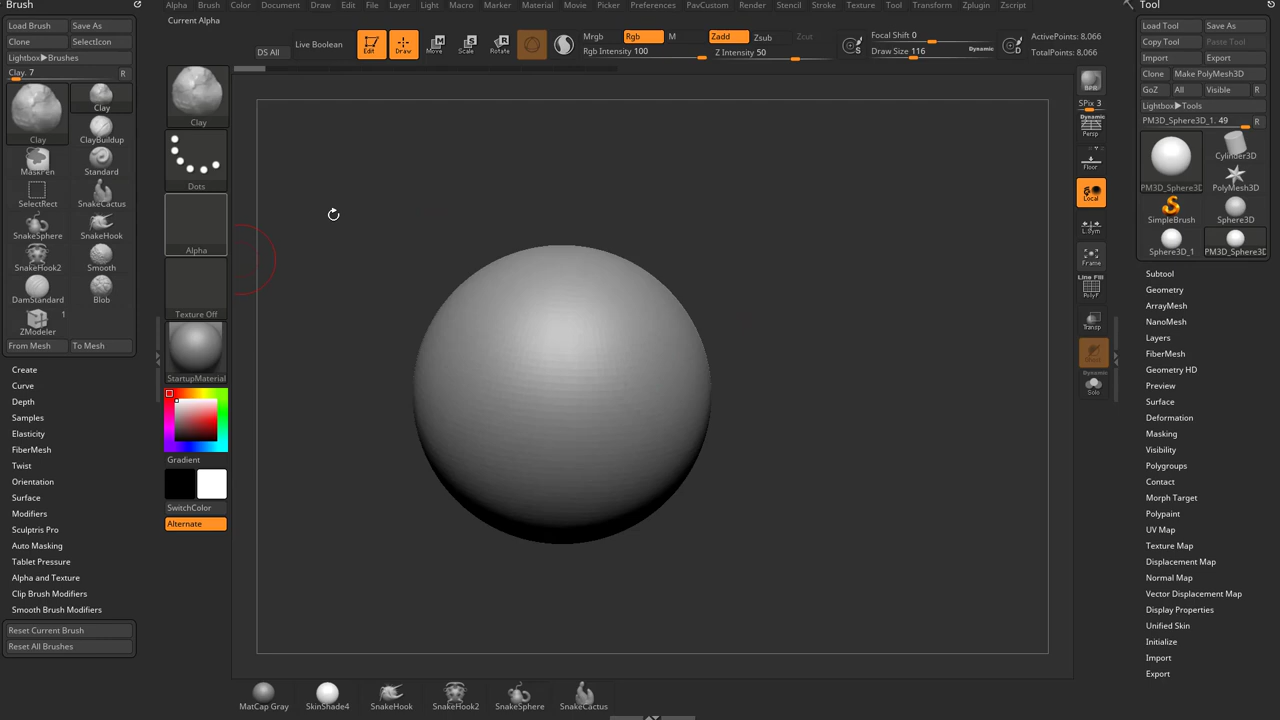 Brush
Alpha Brush Color Document Draw Edit File Layer Light Macro Marker Material Movie Picker Preferences PavCustom Render Stencil Stroke Texture Tool Transform Zplugin Zscript
Tool
Load Brush Save As
Clone SelectIcon
Lightbox▶Brushes
Clay. 7 R
Clay
Clay
ClayBuildup
MaskPen
Standard
SelectRect
SnakeCactus
SnakeSphere
SnakeHook
SnakeHook2
Smooth
DamStandard
Blob
1
ZModeler
From Mesh To Mesh
Create
Curve
Depth
Samples
Elasticity
FiberMesh
Twist
Orientation
Surface
Modifiers
Sculptris Pro
Auto Masking
Tablet Pressure
Alpha and Texture
Clip Brush Modifiers
Smooth Brush Modifiers
Reset Current Brush
Reset All Brushes
Current Alpha
DS All
Live Boolean
Edit
Draw
Move
Scale
Rotate
Mrgb Rgb M
Rgb Intensity 100
Zadd Zsub Zcut
Z Intensity 50
S
Focal Shift 0
Draw Size 116
Dynamic
D
ActivePoints: 8,066
TotalPoints: 8,066
Clay
Dots
Alpha
Texture Off
StartupMaterial
Gradient
SwitchColor
Alternate
BPR
SPix 3
Dynamic
Persp
Floor
Local
L.Sym
Frame
Line Fill
PolyF
Transp
Ghost
Dynamic
Solo
Load Tool Save As
Copy Tool Paste Tool
Import Export
Clone Make PolyMesh3D
GoZ All Visible R
Lightbox▶Tools
PM3D_Sphere3D_1. 49 R
PM3D_Sphere3D
Cylinder3D
PolyMesh3D
SimpleBrush
Sphere3D
Sphere3D_1
PM3D_Sphere3D
Subtool
Geometry
ArrayMesh
NanoMesh
Layers
FiberMesh
Geometry HD
Preview
Surface
Deformation
Masking
Visibility
Polygroups
Contact
Morph Target
Polypaint
UV Map
Texture Map
Displacement Map
Normal Map
Vector Displacement Map
Display Properties
Unified Skin
Initialize
Import
Export
MatCap Gray
SkinShade4
SnakeHook
SnakeHook2
SnakeSphere
SnakeCactus